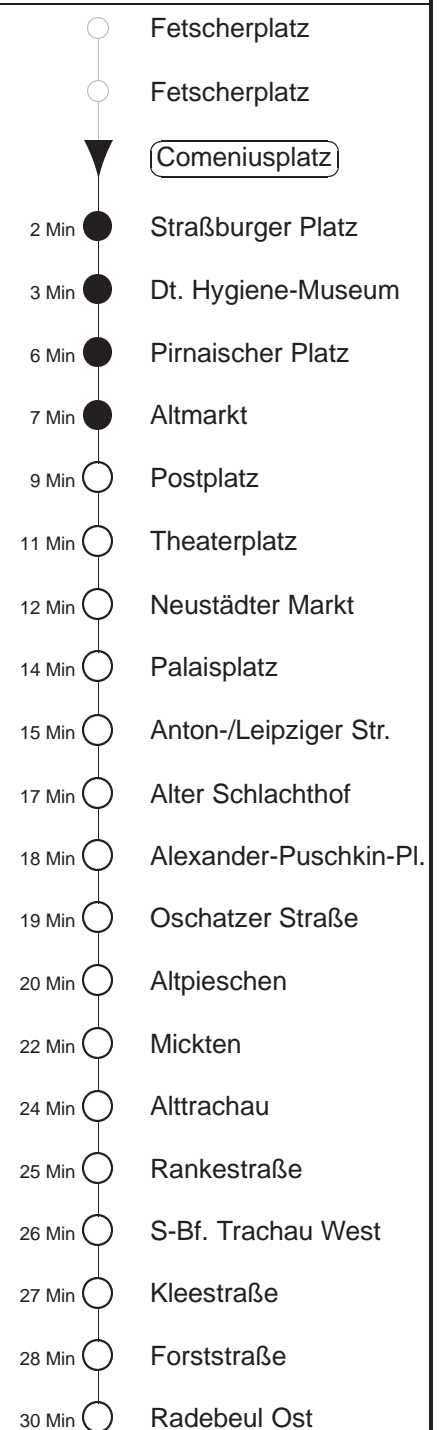 Fetscherplatz
Fetscherplatz
Comeniusplatz
2 Min Straßburger Platz
3 Min Dt. Hygiene-Museum
6 Min Pirnaischer Platz
7 Min Altmarkt
9 Min Postplatz
11 Min Theaterplatz
12 Min Neustädter Markt
14 Min Palaisplatz
15 Min Anton-/Leipziger Str.
17 Min Alter Schlachthof
18 Min Alexander-Puschkin-Pl.
19 Min Oschatzer Straße
20 Min Altpieschen
22 Min Mickten
24 Min Alttrachau
25 Min Rankestraße
26 Min S-Bf. Trachau West
27 Min Kleestraße
28 Min Forststraße
30 Min Radebeul Ost